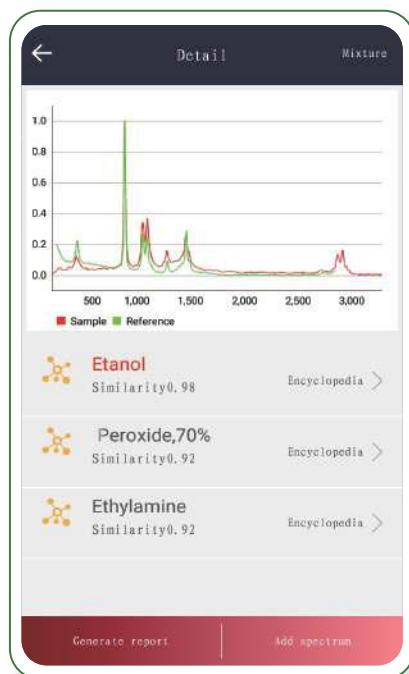 Detail
Mixture
1.0
0.8
0.6
0.4
0.2
0.0
500 1,000 1,500 2,000 2,500 3,000
Sample Reference
Etanol
Similarity0.98
Encyclopedia
Peroxide,70%
Similarity0.92
Encyclopedia
Ethylamine
Similarity0.92
Encyclopedia
Generate report
Add spectrum